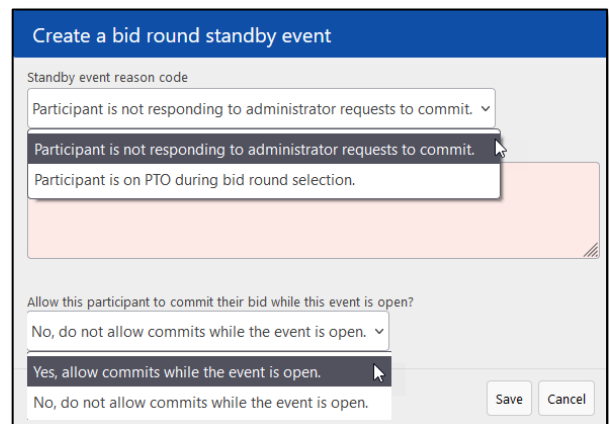 Create a bid round standby event
Standby event reason code
Participant is not responding to administrator requests to commit.
Participant is not responding to administrator requests to commit.
Participant is on PTO during bid round selection.
Allow this participant to commit their bid while this event is open?
No, do not allow commits while the event is open.
Yes, allow commits while the event is open.
No, do not allow commits while the event is open.
Save Cancel